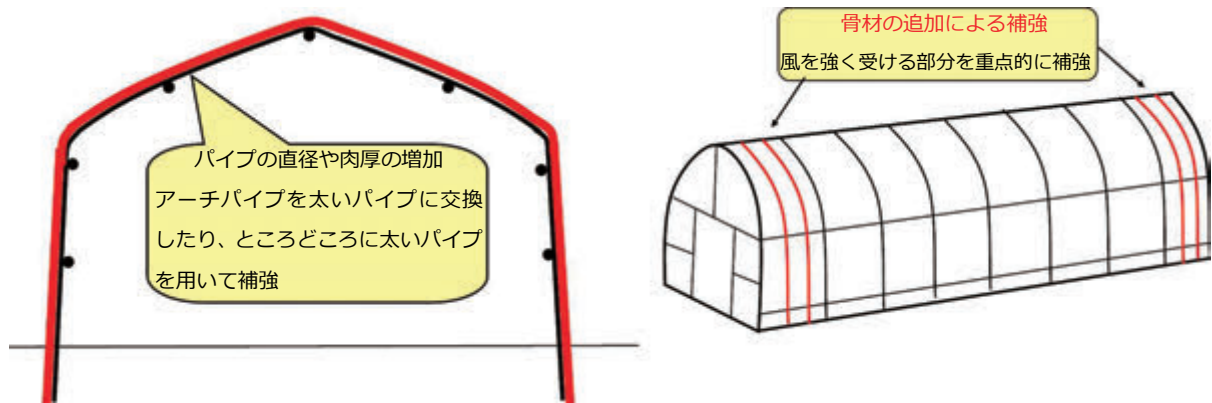 パイプの直径や肉厚の増加
アーチパイプを太いパイプに交換
したり、ところどころに太いパイプ
を用いて補強
骨材の追加による補強
風を強く受ける部分を重点的に補強